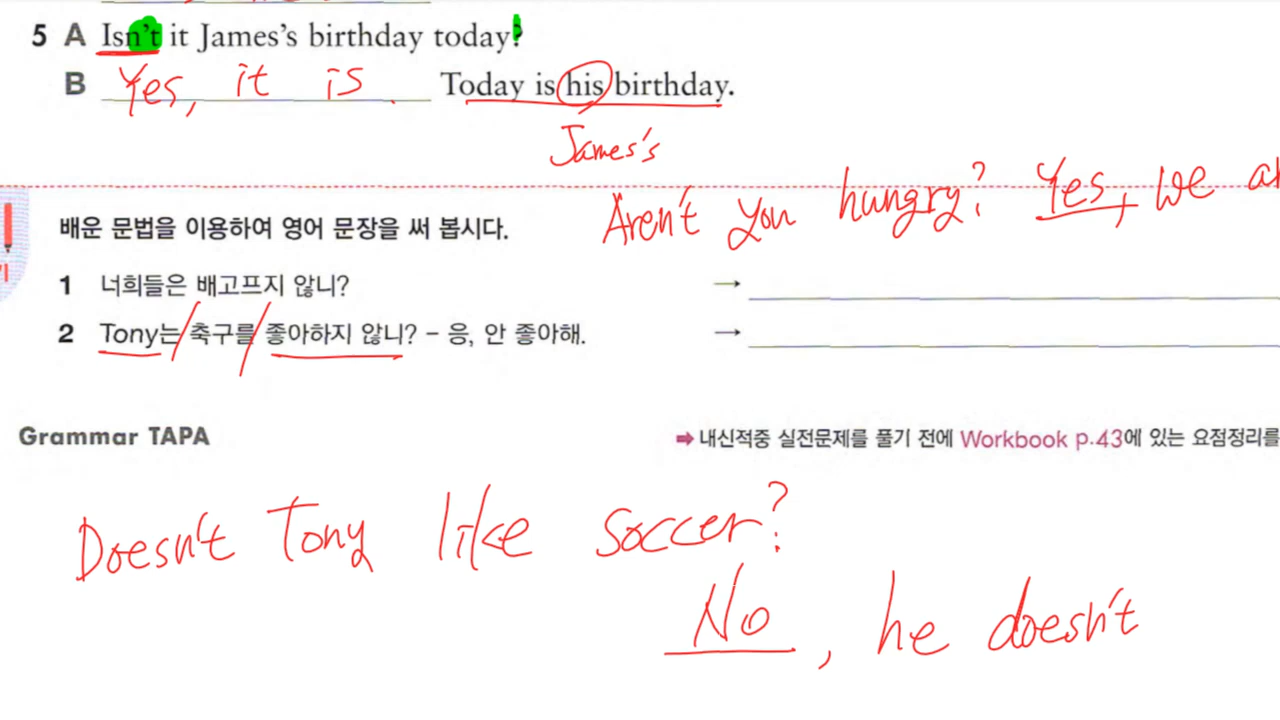 5 A Isn't it James's birthday today?
B Yes, it is. Today is his birthday.
James's
Aren't you hungry? Yes, we
배운 문법을 이용하여 영어 문장을 써 봅시다.
1 너희들은 배고프지 않니? →
2 Tony는/축구를/좋아하지 않니? – 응, 안 좋아해. →
Grammar TAPA
➡ 내신적중 실전문제를 풀기 전에 Workbook p.43에 있는 요점정리를
Doesn't Tony like soccer?
No, he doesn't